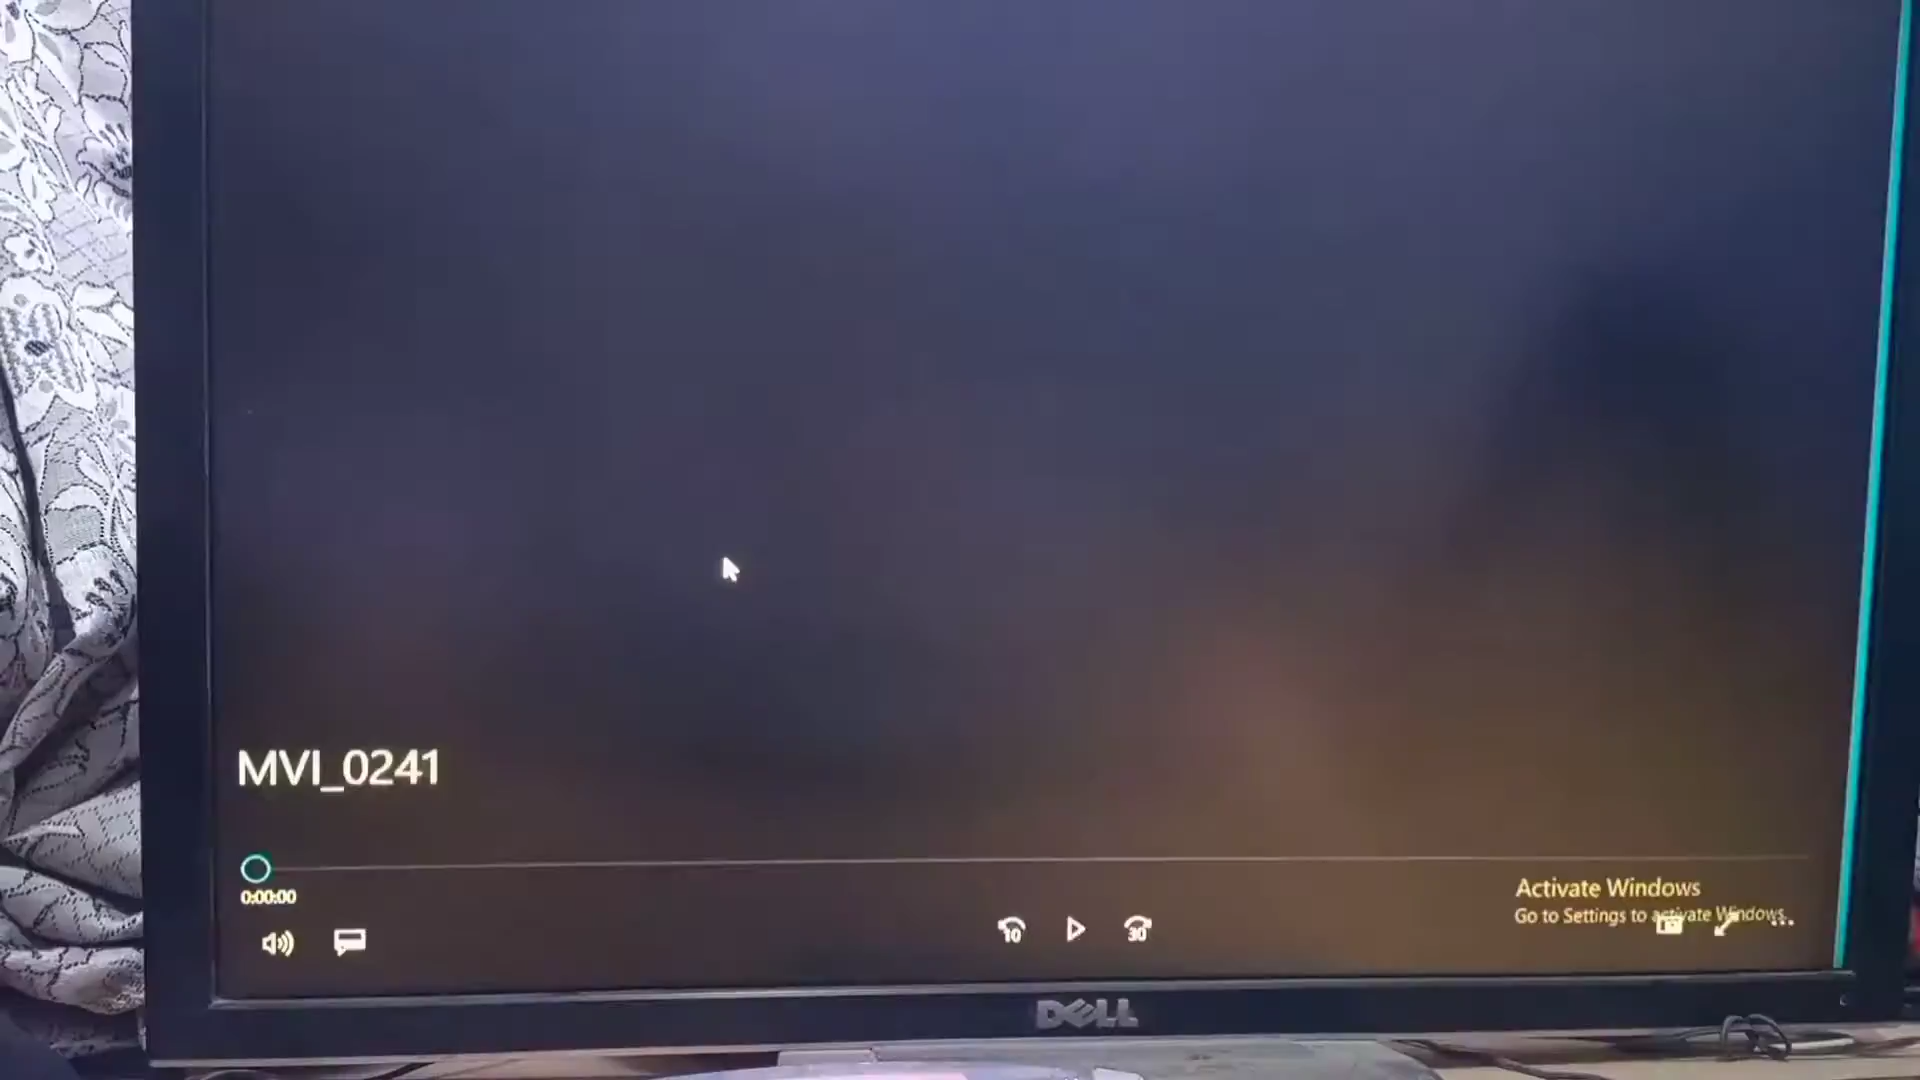 MVI_0241
0:00:00
Activate Windows
Go to Settings to activate Windows.
10
30
DELL